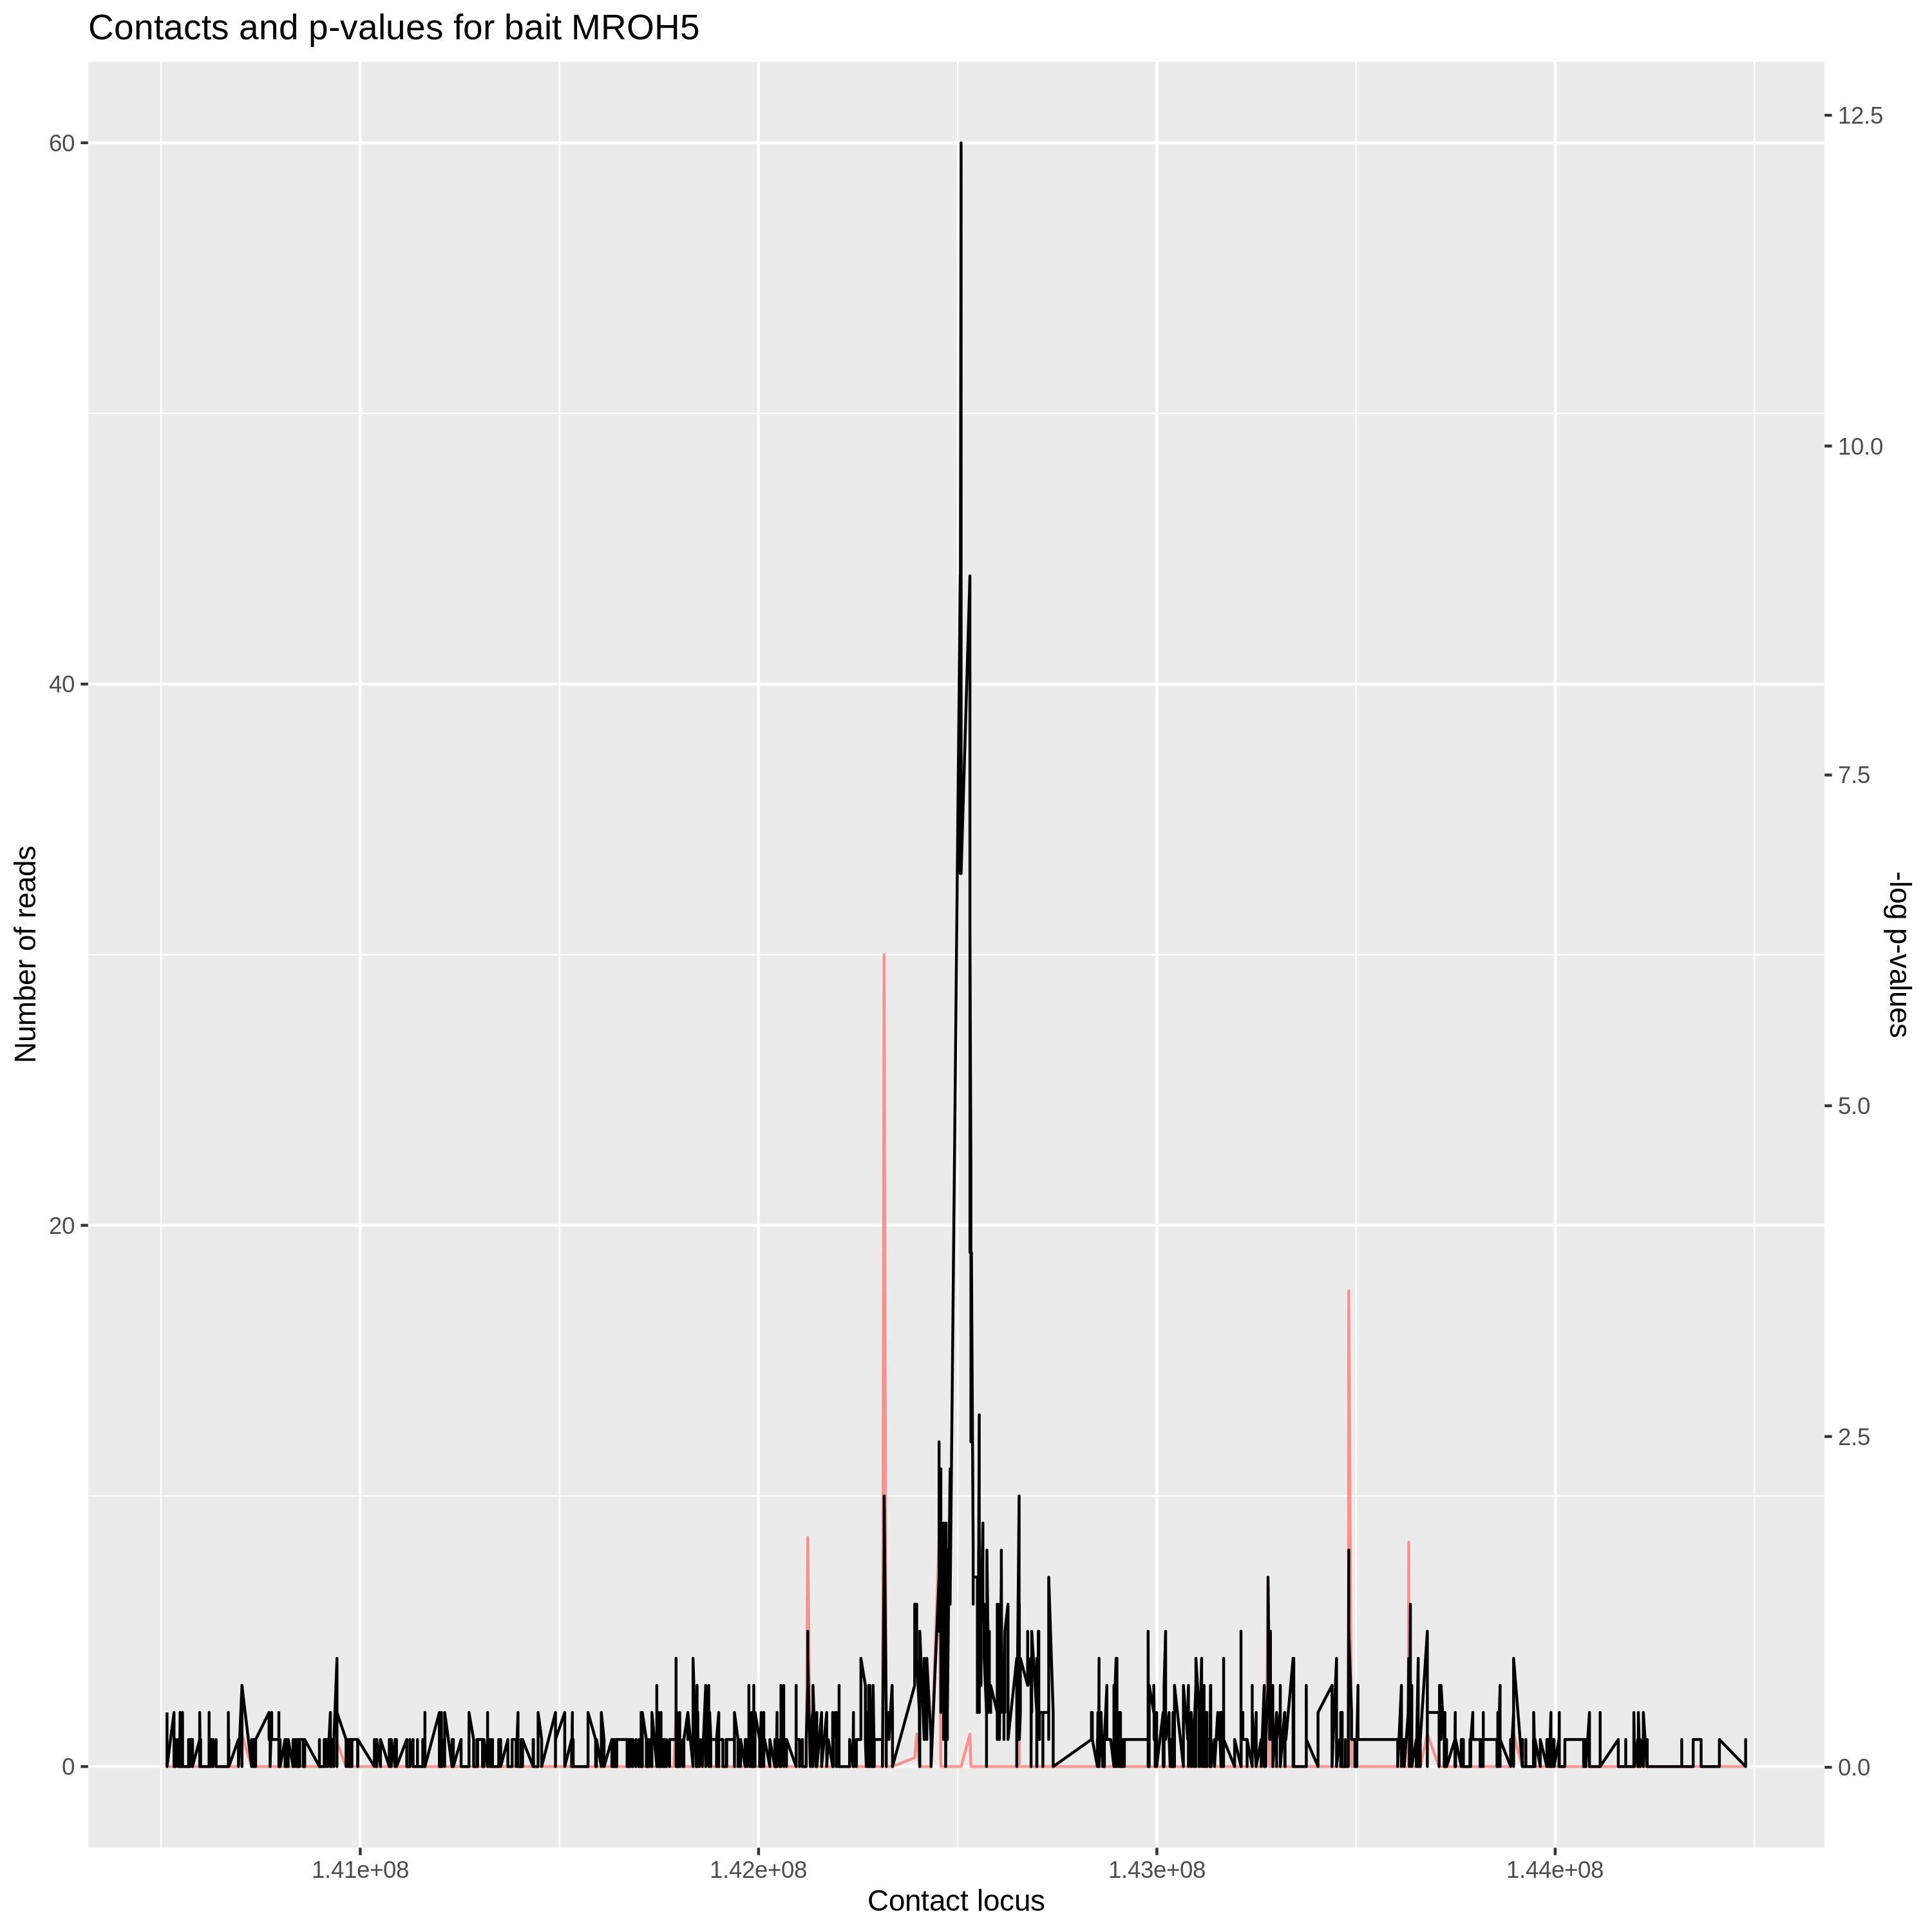 Contacts and p-values for bait MROH5
60
40
20
0
Number of reads
12.5
10.0
7.5
5.0
2.5
0.0
-log p-values
1.41e+08
1.42e+08
1.43e+08
1.44e+08
Contact locus